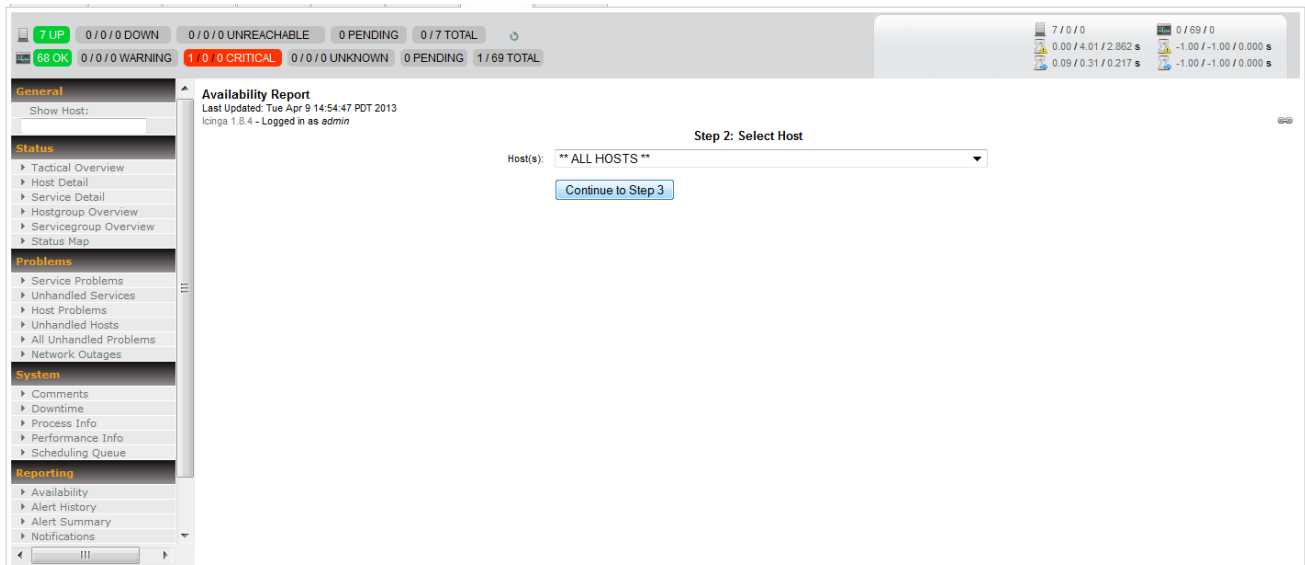 7 UP 0 / 0 / 0 DOWN 0 / 0 / 0 UNREACHABLE 0 PENDING 0 / 7 TOTAL
68 OK 0 / 0 / 0 WARNING 1 / 0 / 0 CRITICAL 0 / 0 / 0 UNKNOWN 0 PENDING 1 / 69 TOTAL
7 / 0 / 0 0 / 69 / 0
0.00 / 4.01 / 2.862 s -1.00 / -1.00 / 0.000 s
0.09 / 0.31 / 0.217 s -1.00 / -1.00 / 0.000 s
General
Show Host:
Status
Tactical Overview
Host Detail
Service Detail
Hostgroup Overview
Servicegroup Overview
Status Map
Problems
Service Problems
Unhandled Services
Host Problems
Unhandled Hosts
All Unhandled Problems
Network Outages
System
Comments
Downtime
Process Info
Performance Info
Scheduling Queue
Reporting
Availability
Alert History
Alert Summary
Notifications
Availability Report
Last Updated: Tue Apr 9 14:54:47 PDT 2013
Icinga 1.8.4 - Logged in as admin
Step 2: Select Host
Host(s): ** ALL HOSTS **
Continue to Step 3